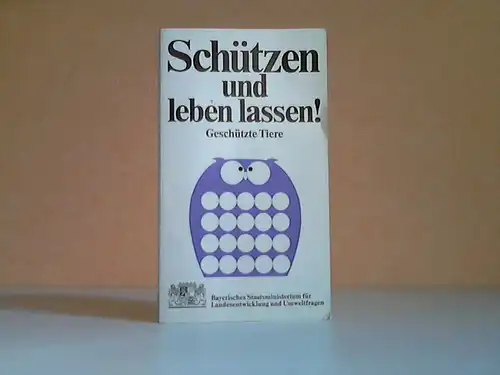 Schützen
und
leben lassen!
Geschützte Tiere
Bayerisches Staatsministerium für
Landesentwicklung und Umweltfragen